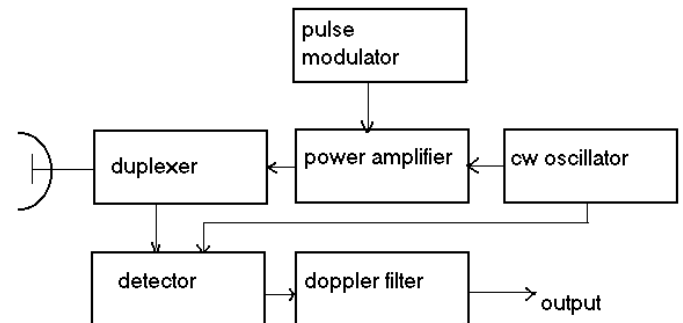 pulse
modulator
duplexer
power amplifier
cw oscillator
detector
doppler filter
output